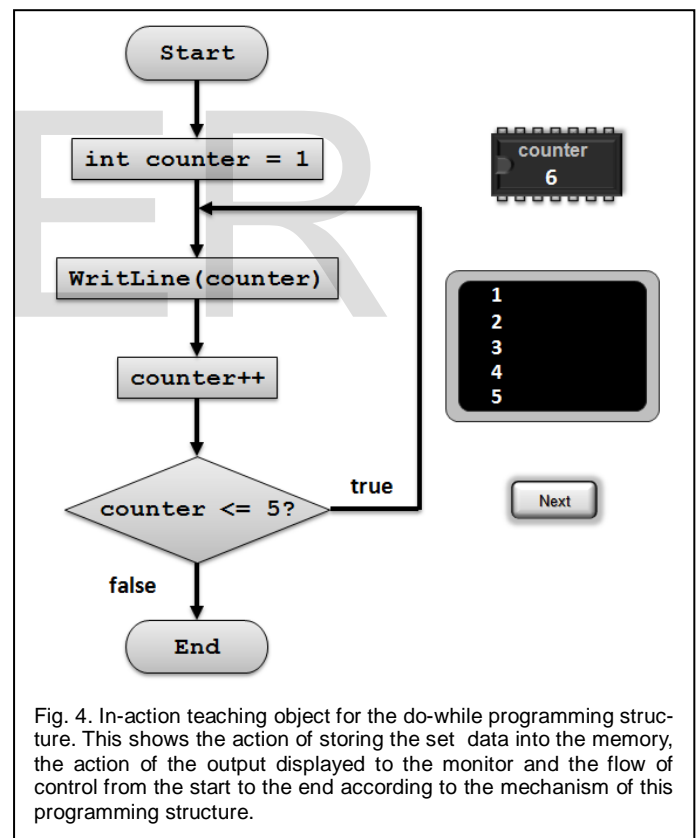 Start
int counter = 1
counter
6
WritLine(counter)
1
2
3
4
5
counter++
counter <= 5?
true
Next
false
End
ER
Fig. 4. In-action teaching object for the do-while programming struc-
ture. This shows the action of storing the set data into the memory,
the action of the output displayed to the monitor and the flow of
control from the start to the end according to the mechanism of this
programming structure.